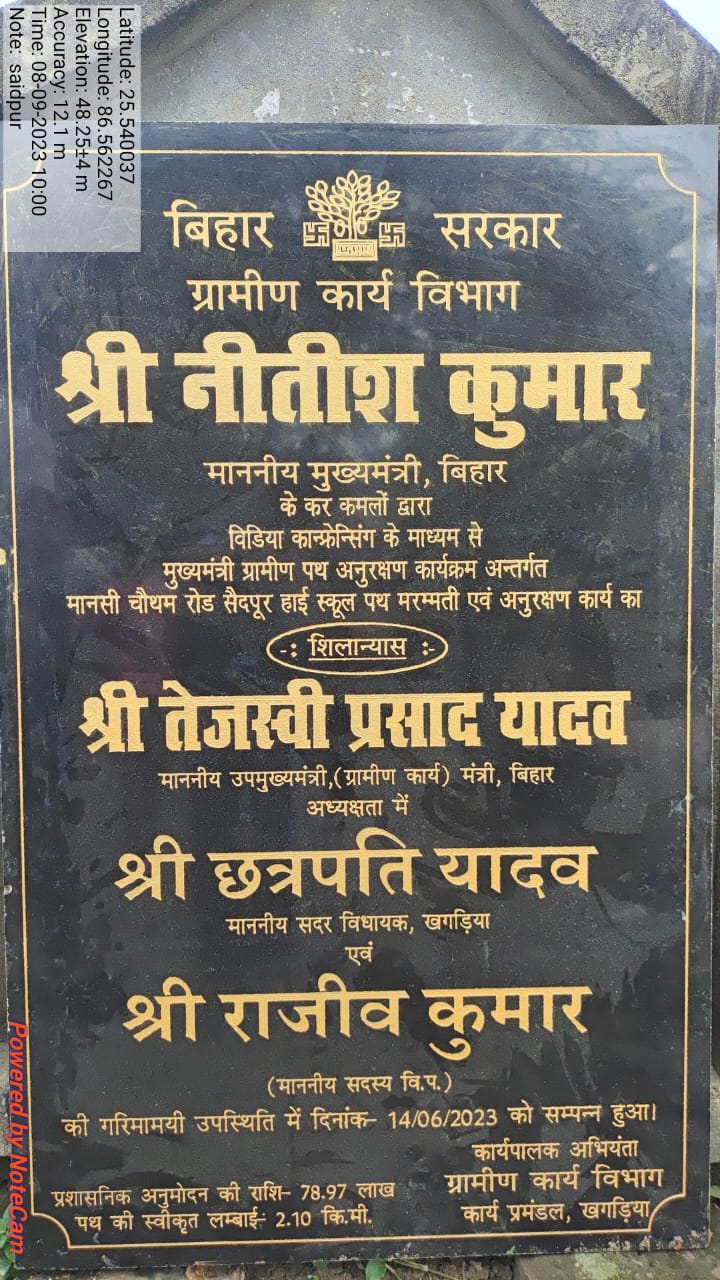 Latitude: 25.540037
Longitude: 86.562267
Elevation: 48.25±4 m
Accuracy: 12.1 m
Time: 08-09-2023 10:00
Note: saidpur
बिहार सरकार
ग्रामीण कार्य विभाग
श्री नीतीश कुमार
माननीय मुख्यमंत्री, बिहार
के कर कमलों द्वारा
विडिया कान्फ्रेन्सिंग के माध्यम से
मुख्यमंत्री ग्रामीण पथ अनुरक्षण कार्यक्रम अन्तर्गत
मानसी चौथम रोड सैदपूर हाई स्कूल पथ मरम्मती एवं अनुरक्षण कार्य का
-: शिलान्यास :-
श्री तेजस्वी प्रसाद यादव
माननीय उपमुख्यमंत्री,(ग्रामीण कार्य) मंत्री, बिहार
अध्यक्षता में
श्री छत्रपति यादव
माननीय सदर विधायक, खगड़िया
एवं
श्री राजीव कुमार
(माननीय सदस्य वि.प.)
की गरिमामयी उपस्थिति में दिनांक- 14/06/2023 को सम्पन्न हुआ।
कार्यपालक अभियंता
ग्रामीण कार्य विभाग
कार्य प्रमंडल, खगड़िया
प्रशासनिक अनुमोदन की राशि- 78.97 लाख
पथ की स्वीकृत लम्बाई- 2.10 कि.मी.
Powered by NoteCam